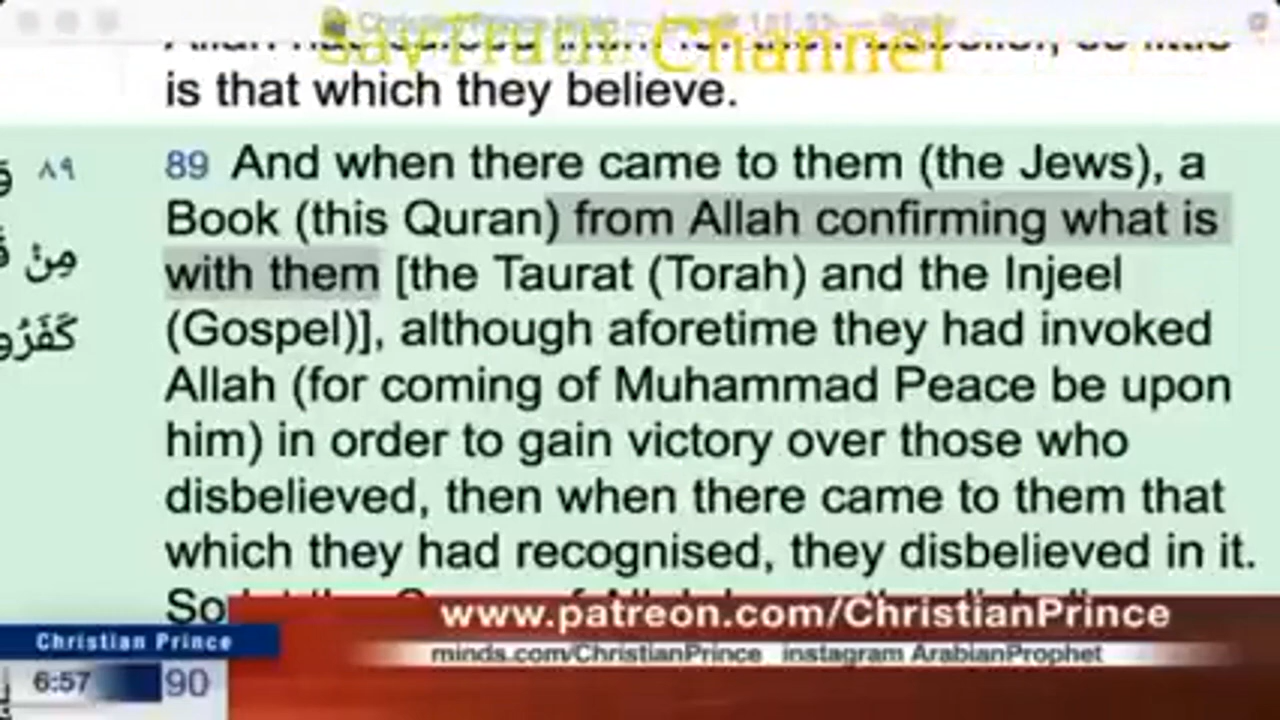 SayTruth Channel
is that which they believe.
٨٩
89 And when there came to them (the Jews), a
Book (this Quran) from Allah confirming what is
with them [the Taurat (Torah) and the Injeel
(Gospel)], although aforetime they had invoked
Allah (for coming of Muhammad Peace be upon
him) in order to gain victory over those who
disbelieved, then when there came to them that
which they had recognised, they disbelieved in it.
So
مِنْ
www.patreon.com/ChristianPrince
Christian Prince
minds.com/ChristianPrince instagram ArabianProphet
6:57
90